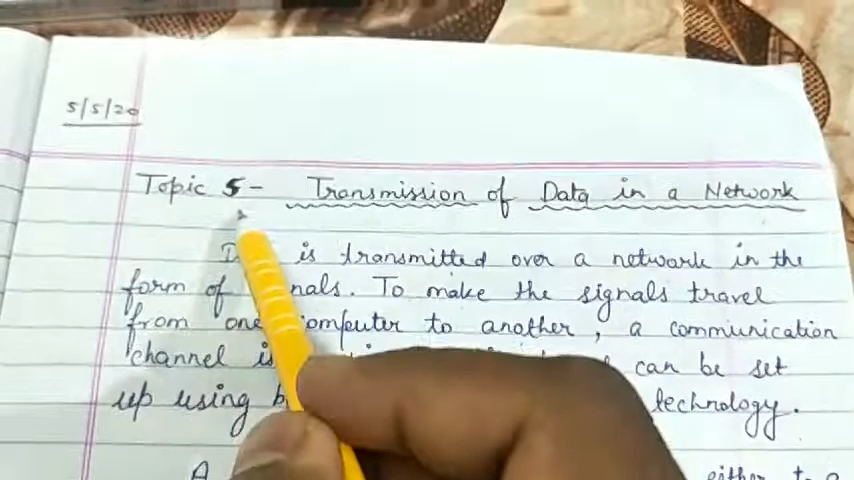 5/5/20
Topic 5- Transmission of Data in a Network
is transmitted over a network in the
form of nals. To make the signals travel
from one omputer to another, a communication
channel is can be set
up using technology.
A either to a